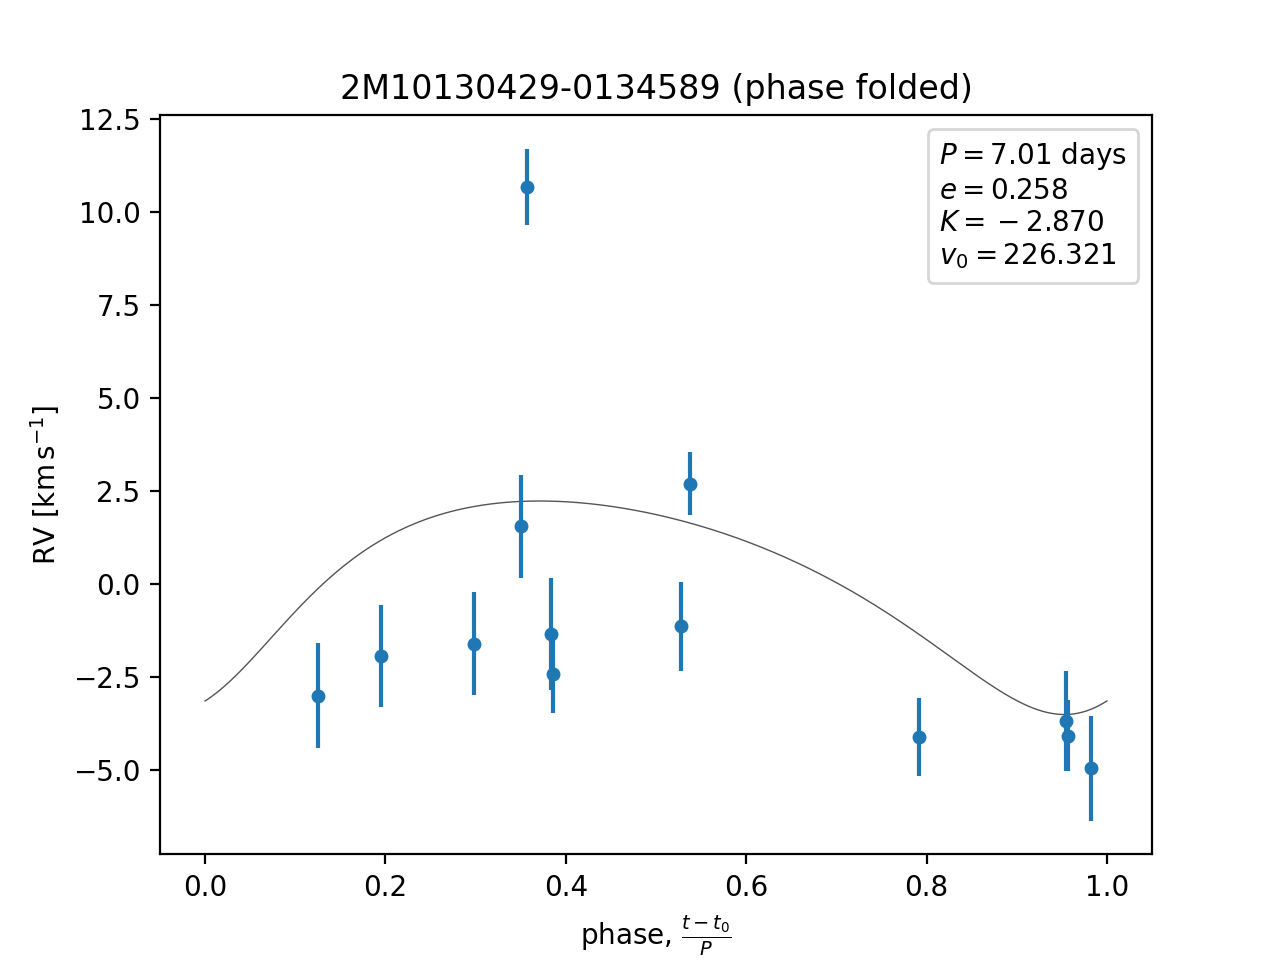 2M10130429-0134589 (phase folded)
P = 7.01 days
e = 0.258
K = −2.870
v₀ = 226.321
RV [km s⁻¹]
12.5
10.0
7.5
5.0
2.5
0.0
−2.5
−5.0
0.0 0.2 0.4 0.6 0.8 1.0
phase, (t − t₀)/P